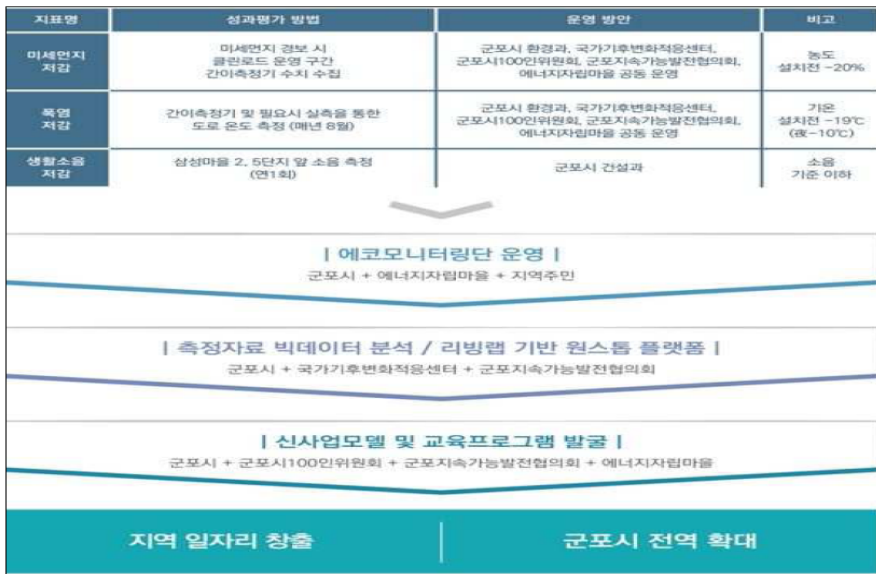 지표명 성과평가 방법 운영 방안 비고
미세먼지 저감
미세먼지 경보 시
클린로드 운영 구간
간이측정기 수치 수집
군포시 환경과, 국가기후변화적응센터,
군포시100인위원회, 군포지속가능발전협의회,
에너지자립마을 공동 운영
농도
설치전 -20%
폭염
저감
간이측정기 및 필요시 실측을 통한
도로 온도 측정 (매년 8월)
군포시 환경과, 국가기후변화적응센터,
군포시100인위원회, 군포지속가능발전협의회,
에너지자립마을 공동 운영
기온
설치전 -19℃
(夜-10℃)
생활소음
저감
삼성마을 2, 5단지 앞 소음 측정
(연1회)
군포시 건설과
소음
기준 이하
| 에코모니터링단 운영 |
군포시 + 에너지자립마을 + 지역주민
| 측정자료 빅데이터 분석 / 리빙랩 기반 원스톱 플랫폼 |
군포시 + 국가기후변화적응센터 + 군포지속가능발전협의회
| 신사업모델 및 교육프로그램 발굴 |
군포시 + 군포시100인위원회 + 군포지속가능발전협의회 + 에너지자립마을
지역 일자리 창출
군포시 전역 확대